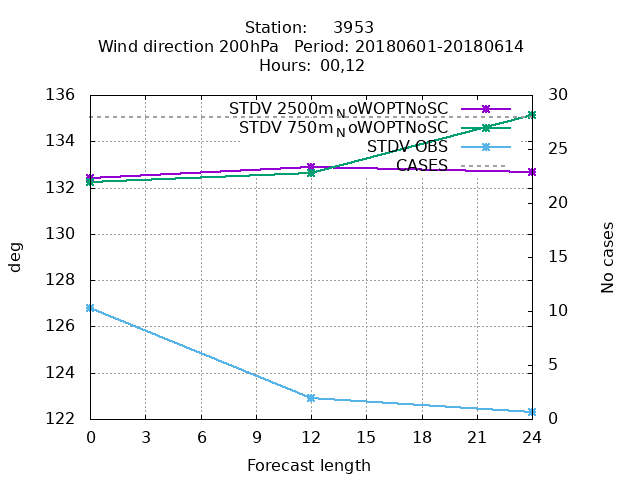 Station: 3953
Wind direction 200hPa Period: 20180601-20180614
Hours: 00,12
136 30
STDV 2500mNoWOPTNoSC
STDV 750mNoWOPTNoSC
134
25
STDV OBS
CASES
132
20
130
deg
No cases
15
128
10
126
5
124
122 0
0 3 6 9 12 15 18 21 24
Forecast length